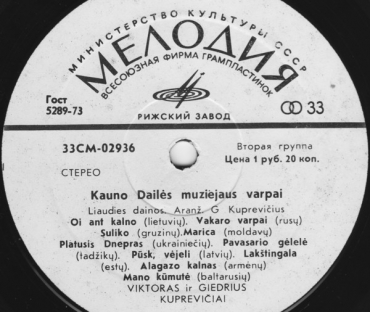 МИНИСТЕРСТВО КУЛЬТУРЫ СССР
МЕЛОДИЯ
ВСЕСОЮЗНАЯ ФИРМА ГРАМПЛАСТИНОК
Гост
5289-73
33
РИЖСКИЙ ЗАВОД
33СМ-02936
Вторая группа
Цена 1 руб. 20 коп.
СТЕРЕО
Kauno Dailės muziejaus varpai
Liaudies dainos. Aranž. G Kuprevičius
Oi ant kalno (lietuvių). Vakaro varpai (rusų)
Suliko (gruzinų).Marica (moldavų)
Platusis Dnepras (ukrainiečių). Pavasario gėlelė
(tadžikų). Pūsk, vėjeli (latvių). Lakštingala
(estų). Alagazo kalnas (armėnų)
Mano kūmutė (baltarusių)
VIKTORAS ir GIEDRIUS
KUPREVIČIAI